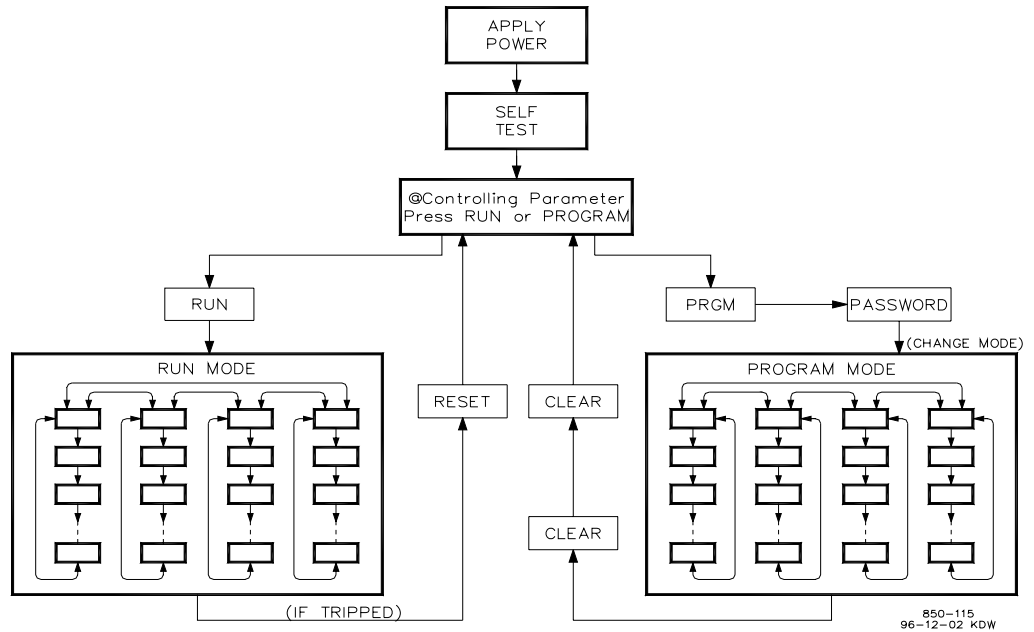 APPLY
POWER
SELF
TEST
@Controlling Parameter
Press RUN or PROGRAM
RUN
PRGM
PASSWORD
(CHANGE MODE)
RUN MODE
PROGRAM MODE
RESET
CLEAR
CLEAR
(IF TRIPPED)
850-115
96-12-02 KDW